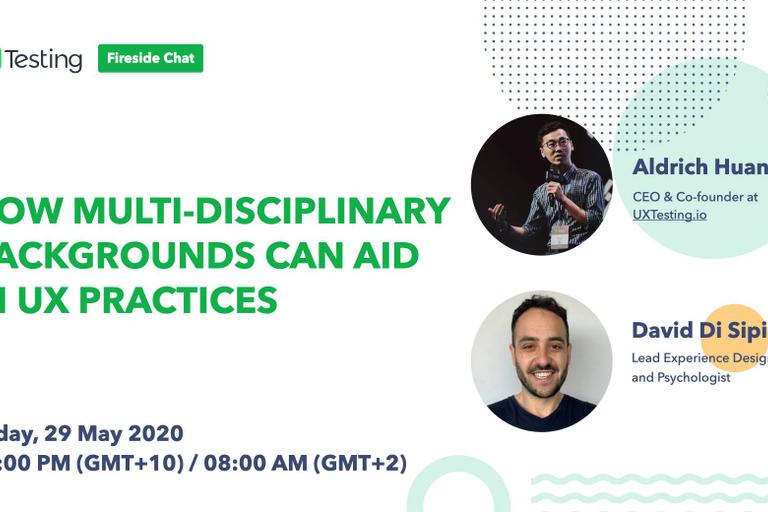 Testing
Fireside Chat
OW MULTI-DISCIPLINARY
ACKGROUNDS CAN AID
UX PRACTICES
day, 29 May 2020
:00 PM (GMT+10) / 08:00 AM (GMT+2)
Aldrich Huan
CEO & Co-founder at
UXTesting.io
David Di Sipi
Lead Experience Desig
and Psychologist